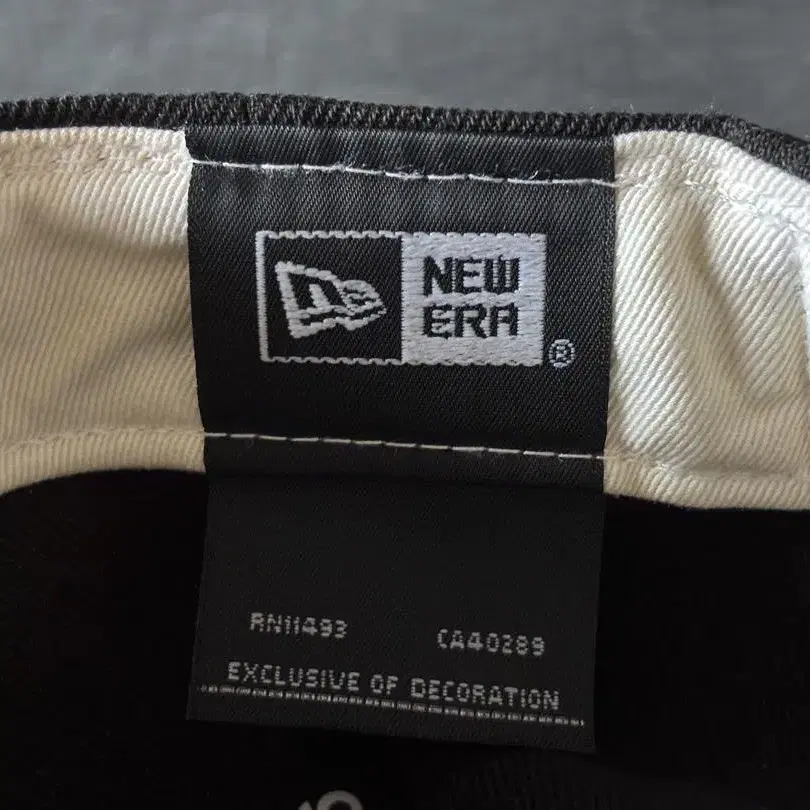 NEW
ERA
®
RN11493 CA40289
EXCLUSIVE OF DECORATION